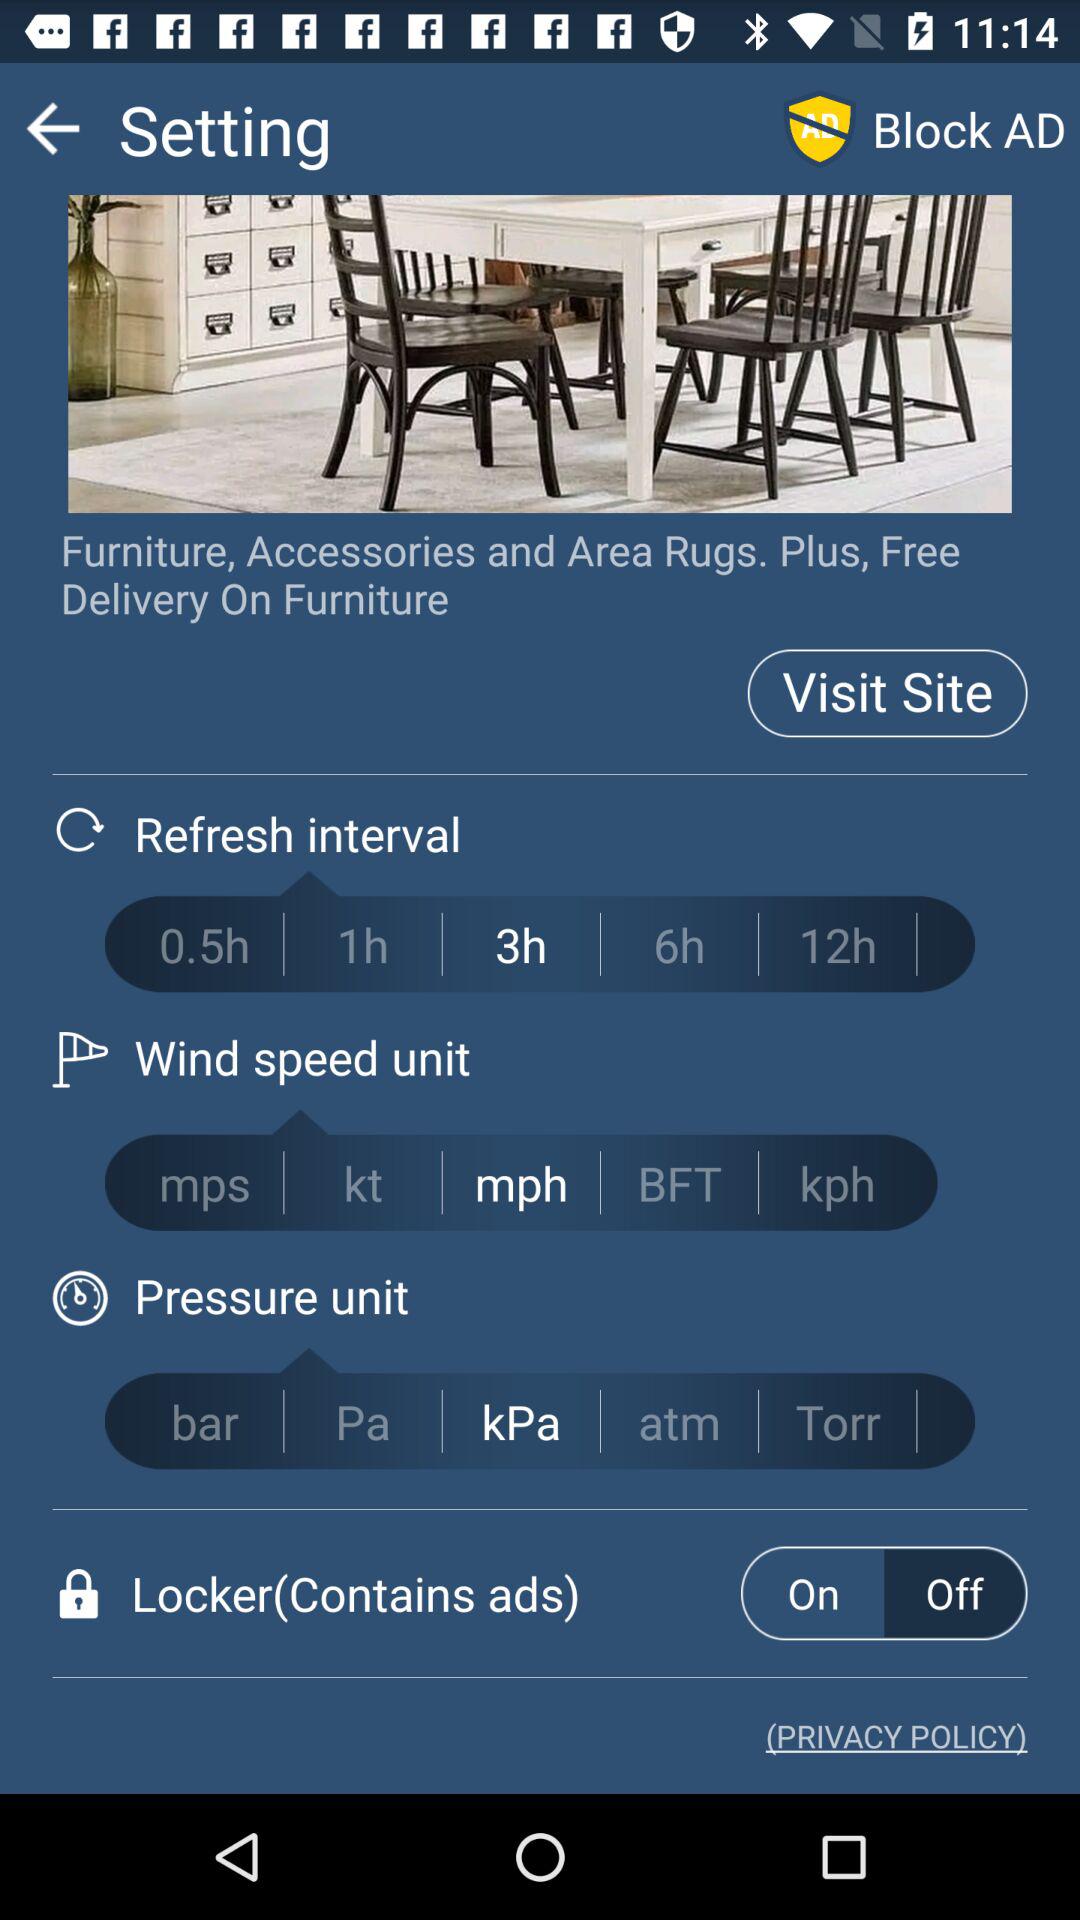 11:14
Setting
AD Block AD
Furniture, Accessories and Area Rugs. Plus, Free
Delivery On Furniture
Visit Site
Refresh interval
0.5h 1h 3h 6h 12h
Wind speed unit
mps kt mph BFT kph
Pressure unit
bar Pa kPa atm Torr
Locker(Contains ads) On Off
(PRIVACY POLICY)